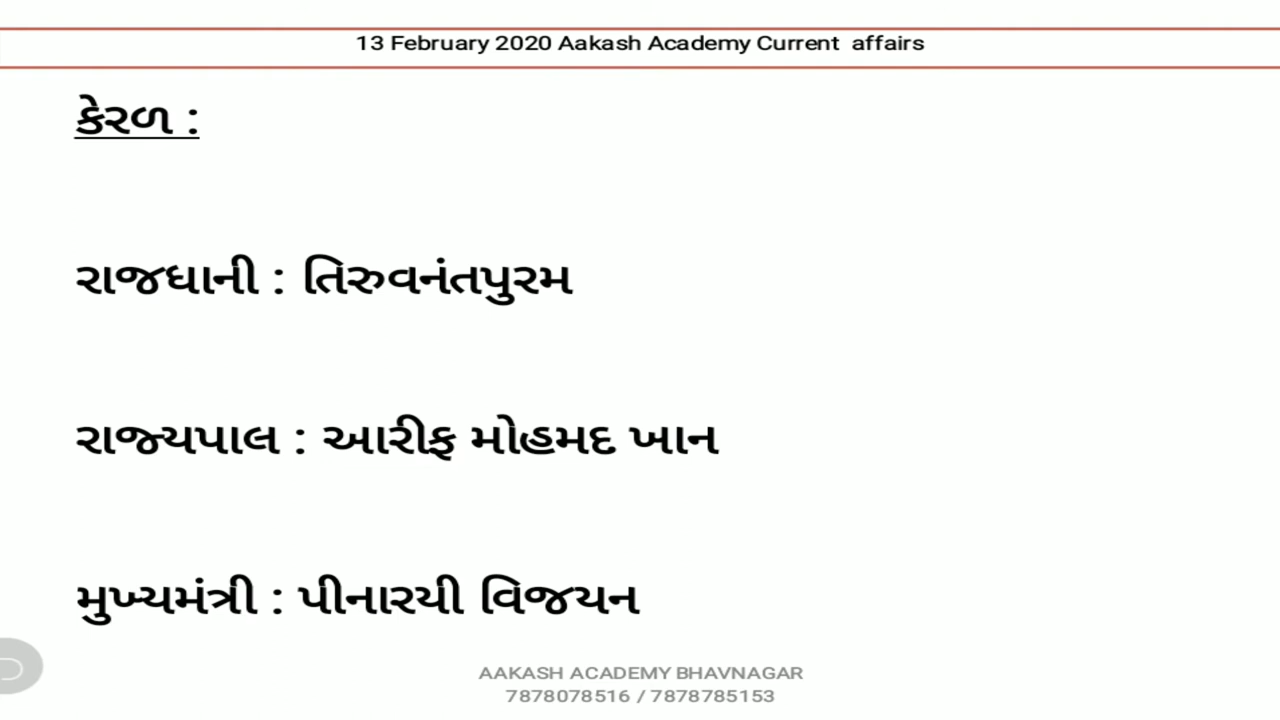 13 February 2020 Aakash Academy Current affairs
કેરળ :
રાજધાની : તિરુવનંતપુરમ
રાજ્યપાલ : આરીફ મોહમદ ખાન
મુખ્યમંત્રી : પીનારયી વિજયન
AAKASH ACADEMY BHAVNAGAR
7878078516 / 7878785153